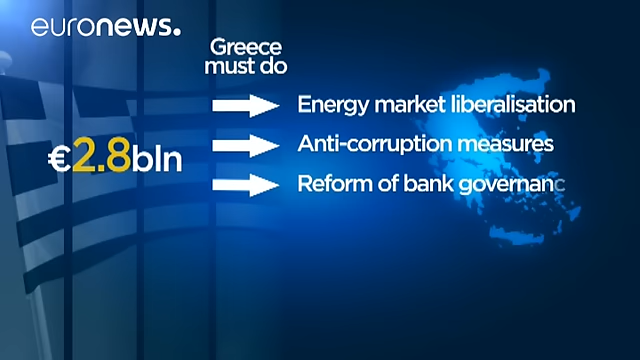 euronews.
Greece
must do
Energy market liberalisation
€2.8bln
Anti-corruption measures
Reform of bank governanc